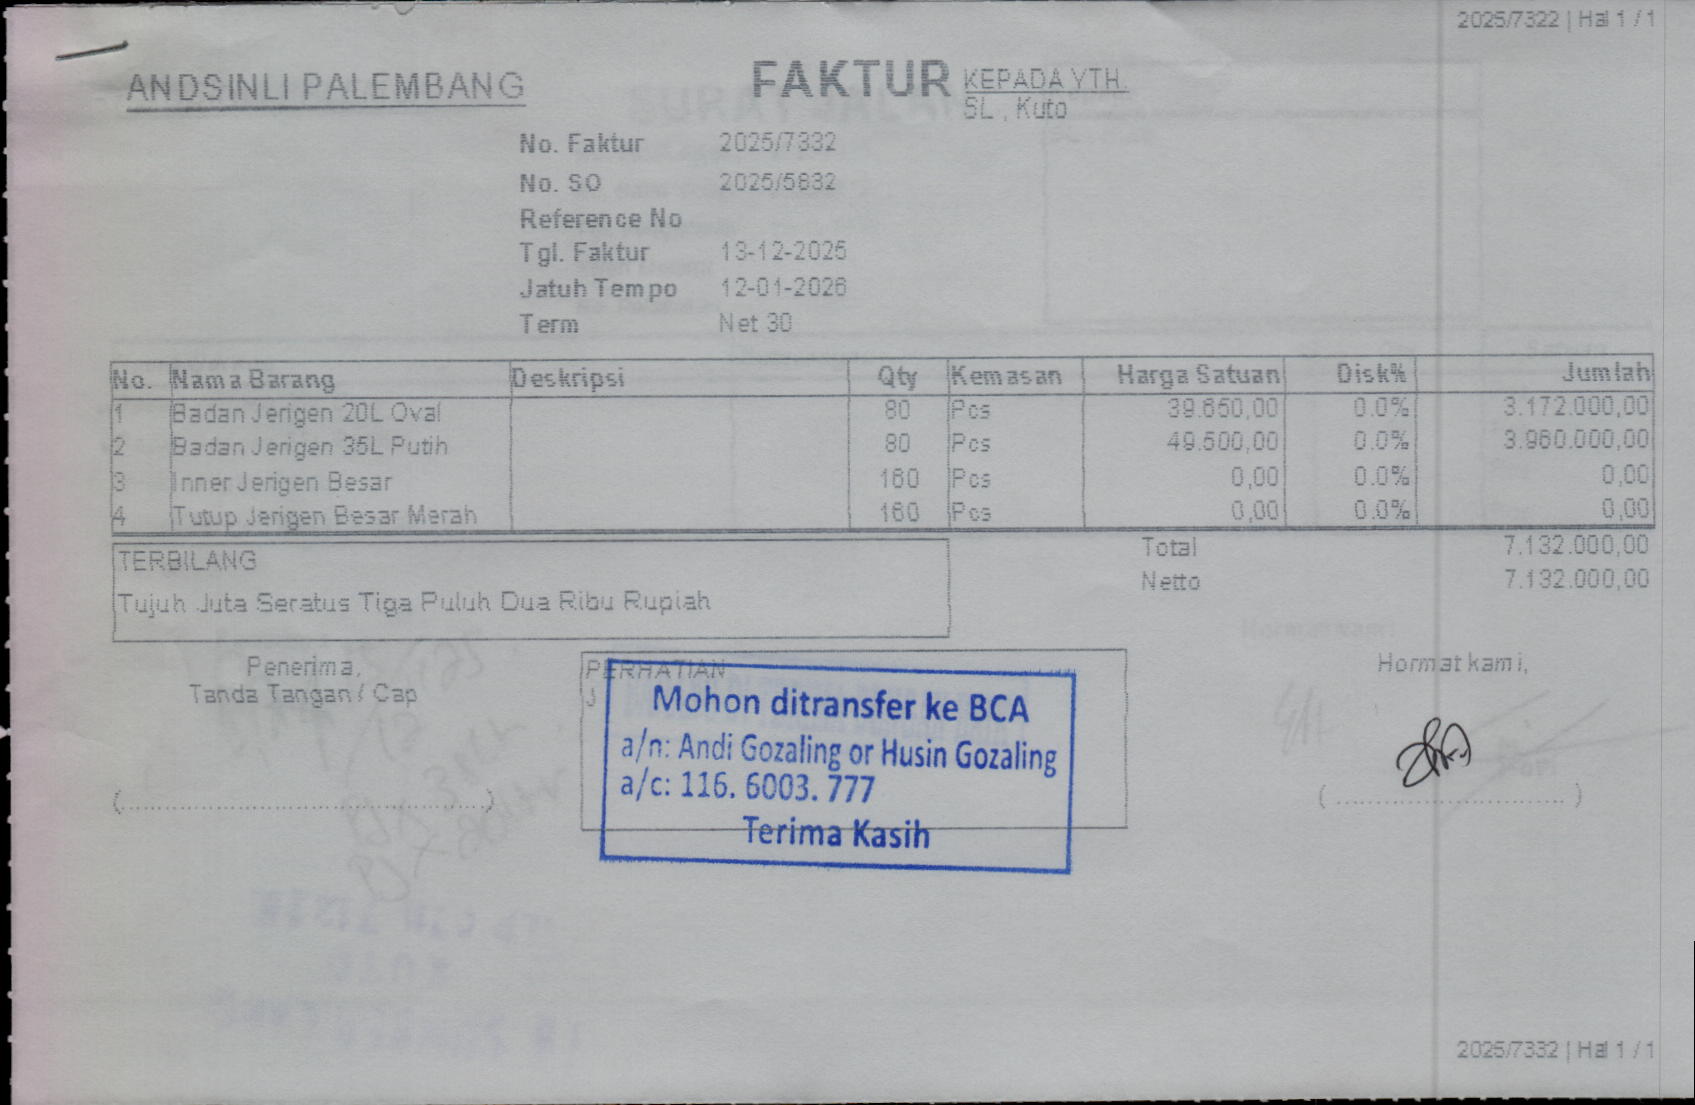 2025/7322 | Hal 1 / 1
ANDSINLI PALEMBANG
FAKTUR
KEPADA YTH.
SL , Kuto
No. Faktur 2025/7332
No. SO 2025/5832
Reference No
Tgl. Faktur 13-12-2025
Jatuh Tempo 12-01-2026
Term Net 30
No. Nama Barang Deskripsi Qty Kemasan Harga Satuan Disk% Jumlah
1 Badan Jerigen 20L Oval 80 Pcs 39.650,00 0.0% 3.172.000,00
2 Badan Jerigen 35L Putih 80 Pcs 49.500,00 0.0% 3.960.000,00
3 Inner Jerigen Besar 160 Pcs 0,00 0.0% 0,00
4 Tutup Jerigen Besar Merah 160 Pcs 0,00 0.0% 0,00
Total 7.132.000,00
Netto 7.132.000,00
TERBILANG
Tujuh Juta Seratus Tiga Puluh Dua Ribu Rupiah
Penerima,
Tanda Tangan / Cap
PERHATIAN
Mohon ditransfer ke BCA
a/n: Andi Gozaling or Husin Gozaling
a/c: 116. 6003. 777
Terima Kasih
Hormat kami,
2025/7332 | Hal 1 / 1